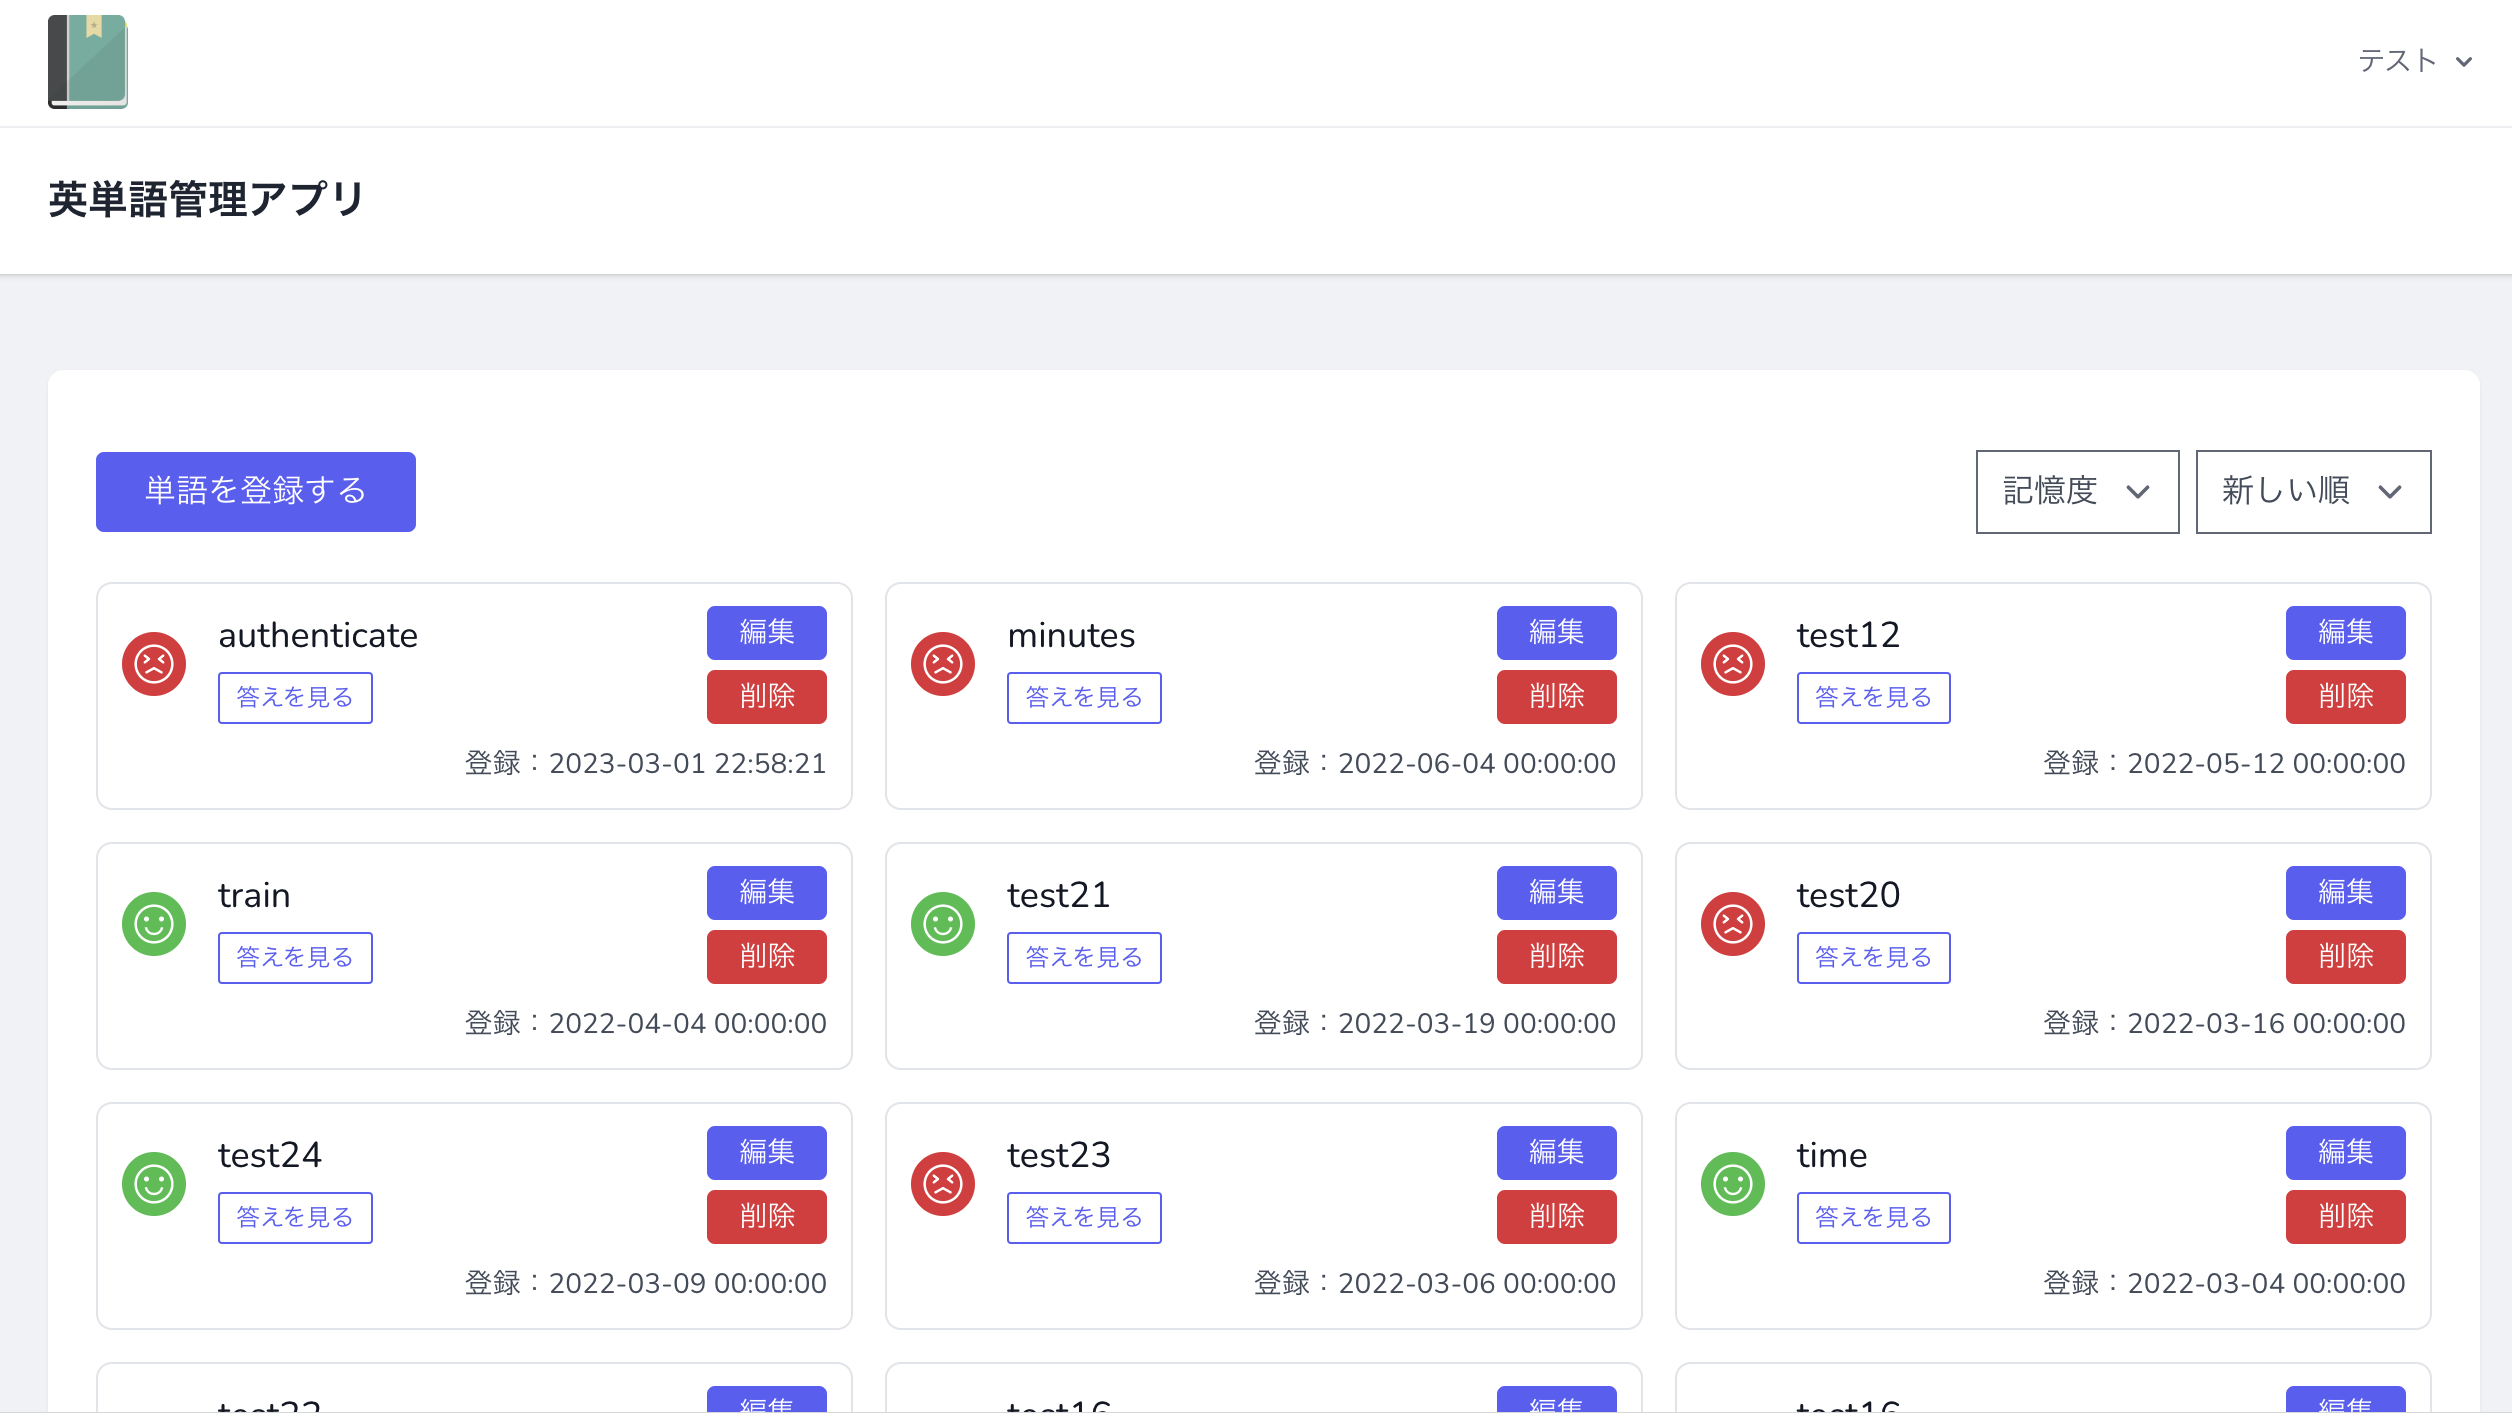 テスト
英単語管理アプリ
単語を登録する
記憶度
新しい順
authenticate
編集
答えを見る
削除
登録：2023-03-01 22:58:21
minutes
編集
答えを見る
削除
登録：2022-06-04 00:00:00
test12
編集
答えを見る
削除
登録：2022-05-12 00:00:00
train
編集
答えを見る
削除
登録：2022-04-04 00:00:00
test21
編集
答えを見る
削除
登録：2022-03-19 00:00:00
test20
編集
答えを見る
削除
登録：2022-03-16 00:00:00
test24
編集
答えを見る
削除
登録：2022-03-09 00:00:00
test23
編集
答えを見る
削除
登録：2022-03-06 00:00:00
time
編集
答えを見る
削除
登録：2022-03-04 00:00:00
編集
test16
編集
test16
編集